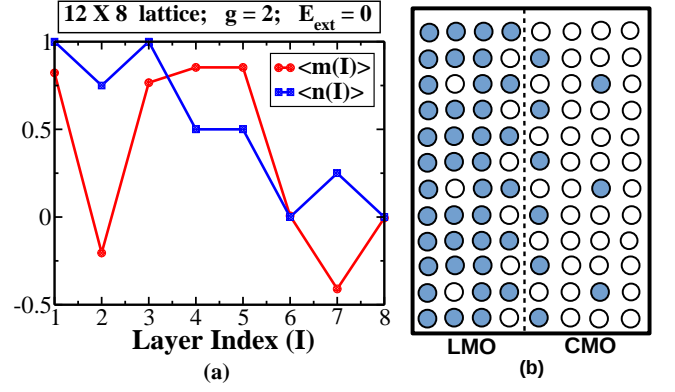 12 X 8 lattice; g = 2; E_ext = 0
1
0.5
0
-0.5
<m(I)>
<n(I)>
1 2 3 4 5 6 7 8
Layer Index (I)
(a)
LMO CMO
(b)